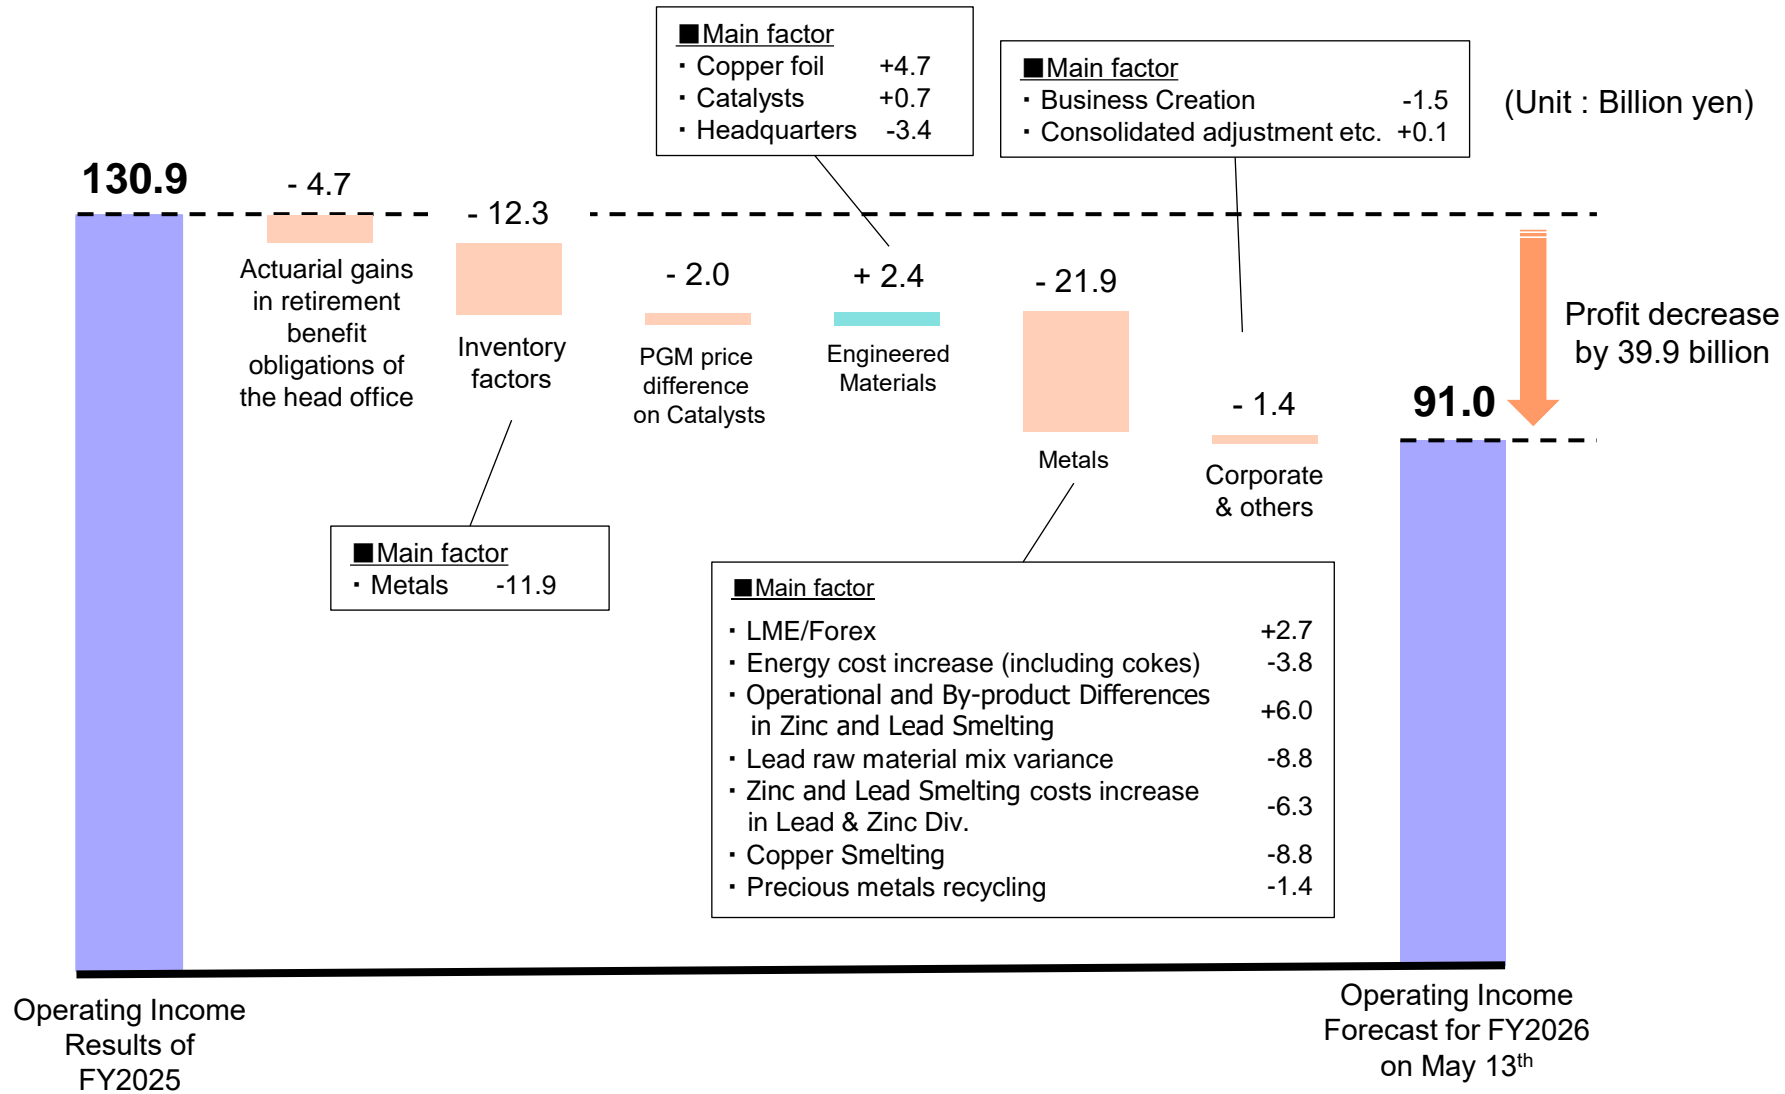 ■Main factor
・Copper foil +4.7
・Catalysts +0.7
・Headquarters -3.4
■Main factor
・Business Creation -1.5
・Consolidated adjustment etc. +0.1
(Unit : Billion yen)
130.9
- 4.7
- 12.3
- 2.0
+ 2.4
- 21.9
- 1.4
91.0
Profit decrease
by 39.9 billion
Actuarial gains
in retirement
benefit
obligations of
the head office
Inventory
factors
PGM price
difference
on Catalysts
Engineered
Materials
Metals
Corporate
& others
■Main factor
・Metals -11.9
■Main factor
・LME/Forex +2.7
・Energy cost increase (including cokes) -3.8
・Operational and By-product Differences
in Zinc and Lead Smelting +6.0
・Lead raw material mix variance -8.8
・Zinc and Lead Smelting costs increase
in Lead & Zinc Div. -6.3
・Copper Smelting -8.8
・Precious metals recycling -1.4
Operating Income
Results of
FY2025
Operating Income
Forecast for FY2026
on May 13th